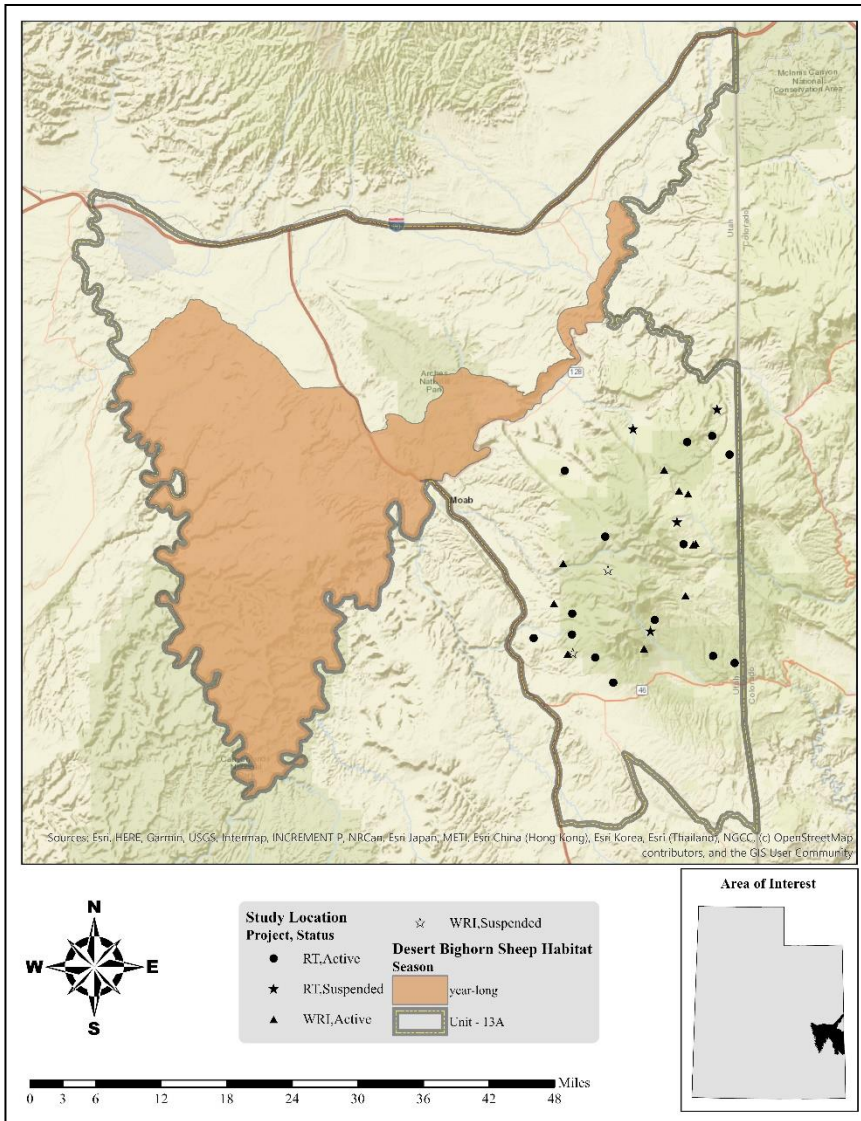 McInnis Canyon
National
Conservation Area
Utah
Colorado
Arches
National
Park
128
Moab
46
Utah
Colorado
Sources: Esri, HERE, Garmin, USGS, Intermap, INCREMENT P, NRCan, Esri Japan, METI, Esri China (Hong Kong), Esri Korea, Esri (Thailand), NGCC, (c) OpenStreetMap
contributors, and the GIS User Community
N
W E
S
Study Location
Project, Status
RT,Active
RT,Suspended
WRI,Active
WRI,Suspended
Desert Bighorn Sheep Habitat
Season
year-long
Unit - 13A
Miles
0 3 6 12 18 24 30 36 42 48
Area of Interest